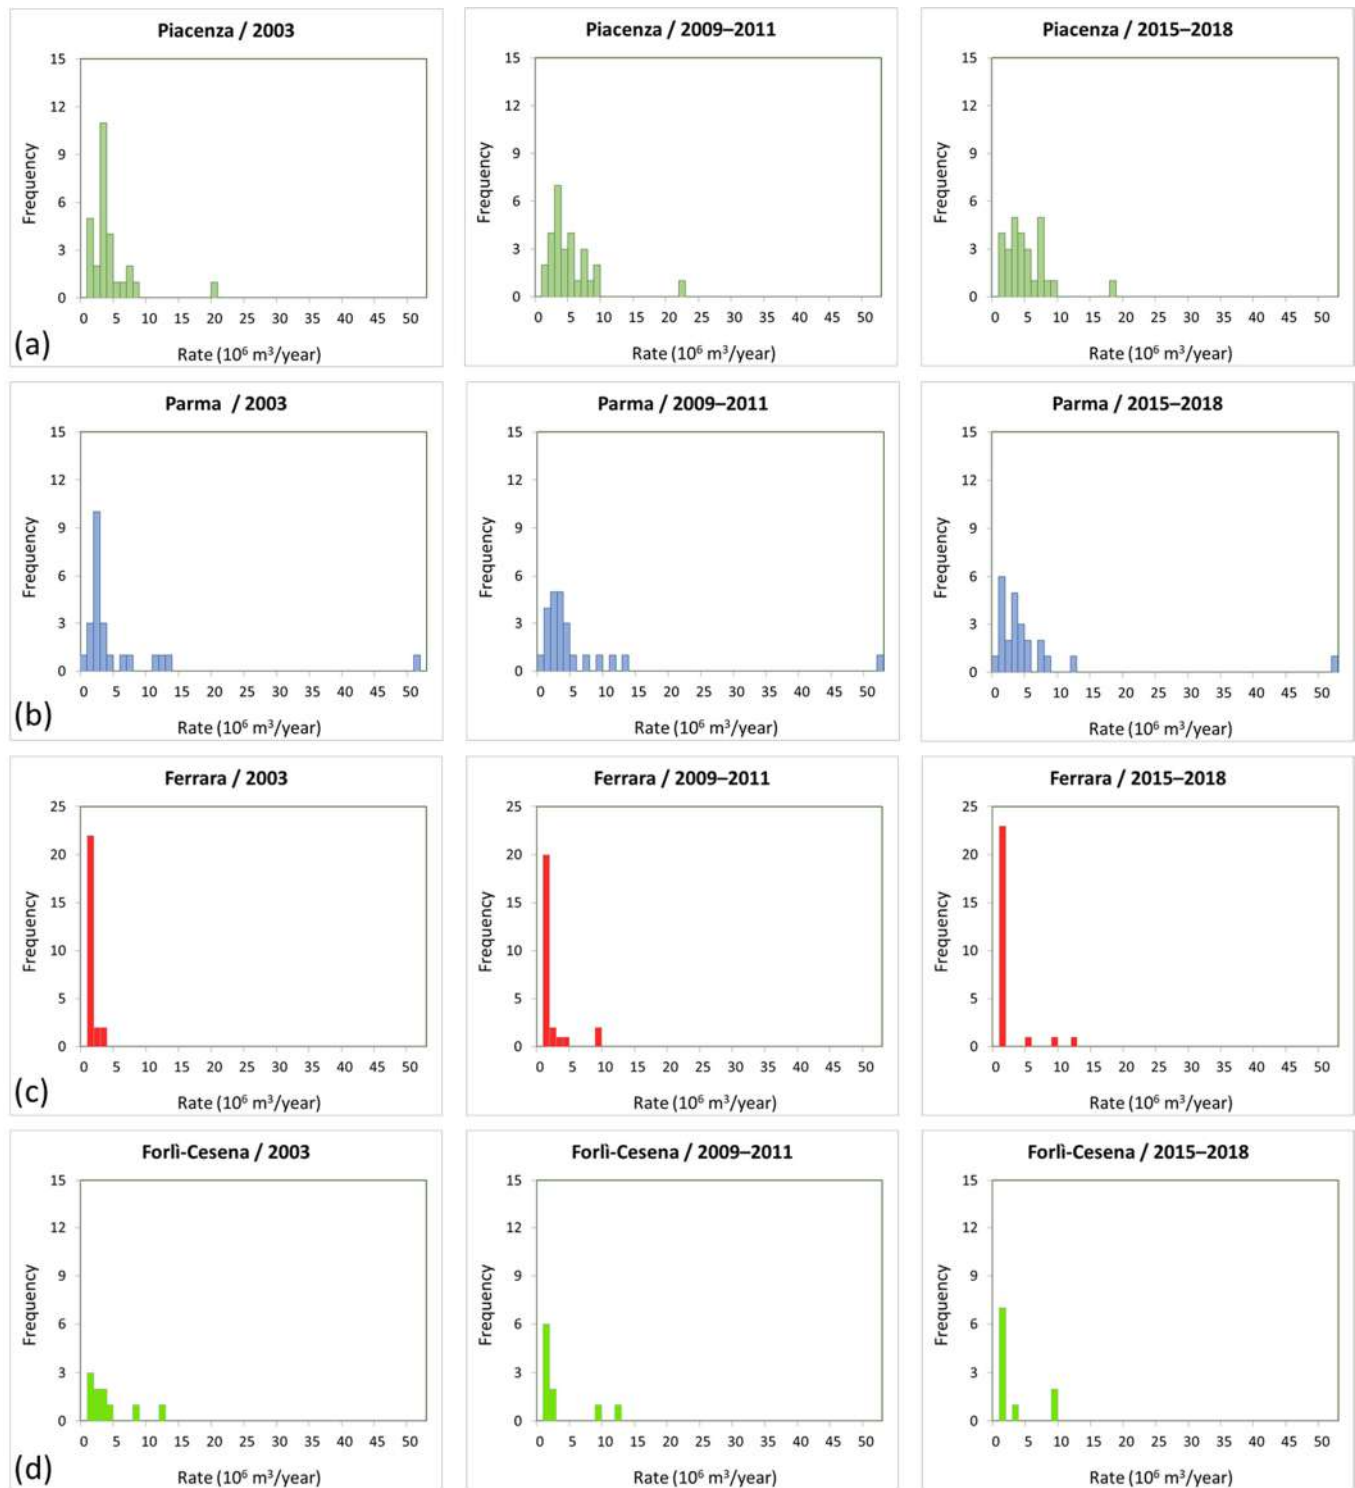 Piacenza / 2003
15
12
9
6
3
0
Frequency
0 5 10 15 20 25 30 35 40 45 50
Rate (10⁶ m³/year)
(a)
Piacenza / 2009–2011
15
12
9
6
3
0
Frequency
0 5 10 15 20 25 30 35 40 45 50
Rate (10⁶ m³/year)
Piacenza / 2015–2018
15
12
9
6
3
0
Frequency
0 5 10 15 20 25 30 35 40 45 50
Rate (10⁶ m³/year)
Parma / 2003
15
12
9
6
3
0
Frequency
0 5 10 15 20 25 30 35 40 45 50
Rate (10⁶ m³/year)
(b)
Parma / 2009–2011
15
12
9
6
3
0
Frequency
0 5 10 15 20 25 30 35 40 45 50
Rate (10⁶ m³/year)
Parma / 2015–2018
15
12
9
6
3
0
Frequency
0 5 10 15 20 25 30 35 40 45 50
Rate (10⁶ m³/year)
Ferrara / 2003
25
20
15
10
5
0
Frequency
0 5 10 15 20 25 30 35 40 45 50
Rate (10⁶ m³/year)
(c)
Ferrara / 2009–2011
25
20
15
10
5
0
Frequency
0 5 10 15 20 25 30 35 40 45 50
Rate (10⁶ m³/year)
Ferrara / 2015–2018
25
20
15
10
5
0
Frequency
0 5 10 15 20 25 30 35 40 45 50
Rate (10⁶ m³/year)
Forlì-Cesena / 2003
15
12
9
6
3
0
Frequency
0 5 10 15 20 25 30 35 40 45 50
Rate (10⁶ m³/year)
(d)
Forlì-Cesena / 2009–2011
15
12
9
6
3
0
Frequency
0 5 10 15 20 25 30 35 40 45 50
Rate (10⁶ m³/year)
Forlì-Cesena / 2015–2018
15
12
9
6
3
0
Frequency
0 5 10 15 20 25 30 35 40 45 50
Rate (10⁶ m³/year)